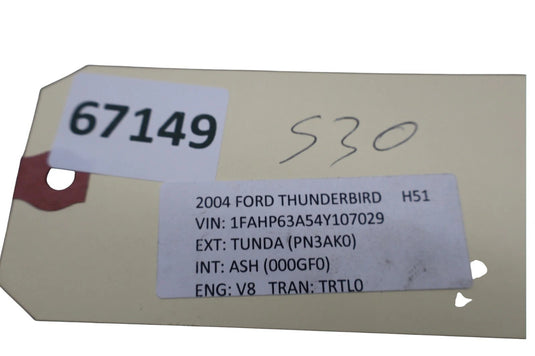 67149
S30
2004 FORD THUNDERBIRD H51
VIN: 1FAHP63A54Y107029
EXT: TUNDA (PN3AK0)
INT: ASH (000GF0)
ENG: V8 TRAN: TRTL0